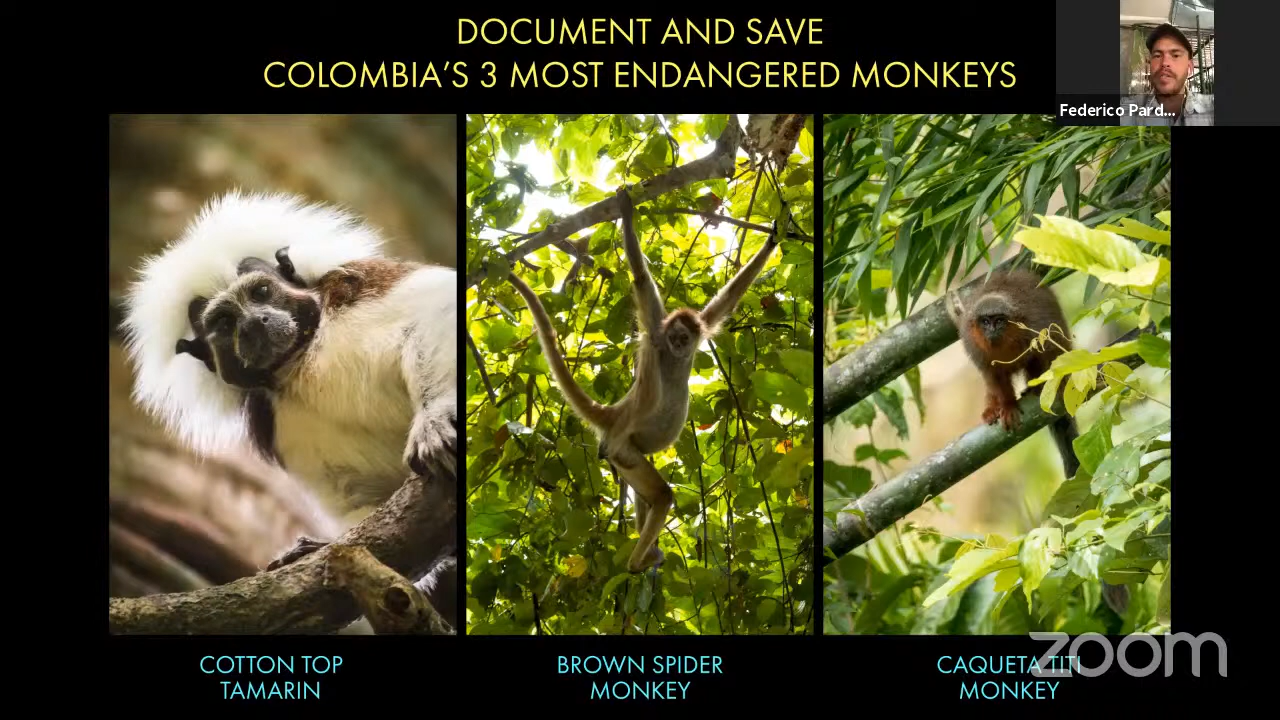 DOCUMENT AND SAVE
COLOMBIA'S 3 MOST ENDANGERED MONKEYS
Federico Pard...
COTTON TOP
TAMARIN
BROWN SPIDER
MONKEY
CAQUETA TITI
MONKEY
zoom